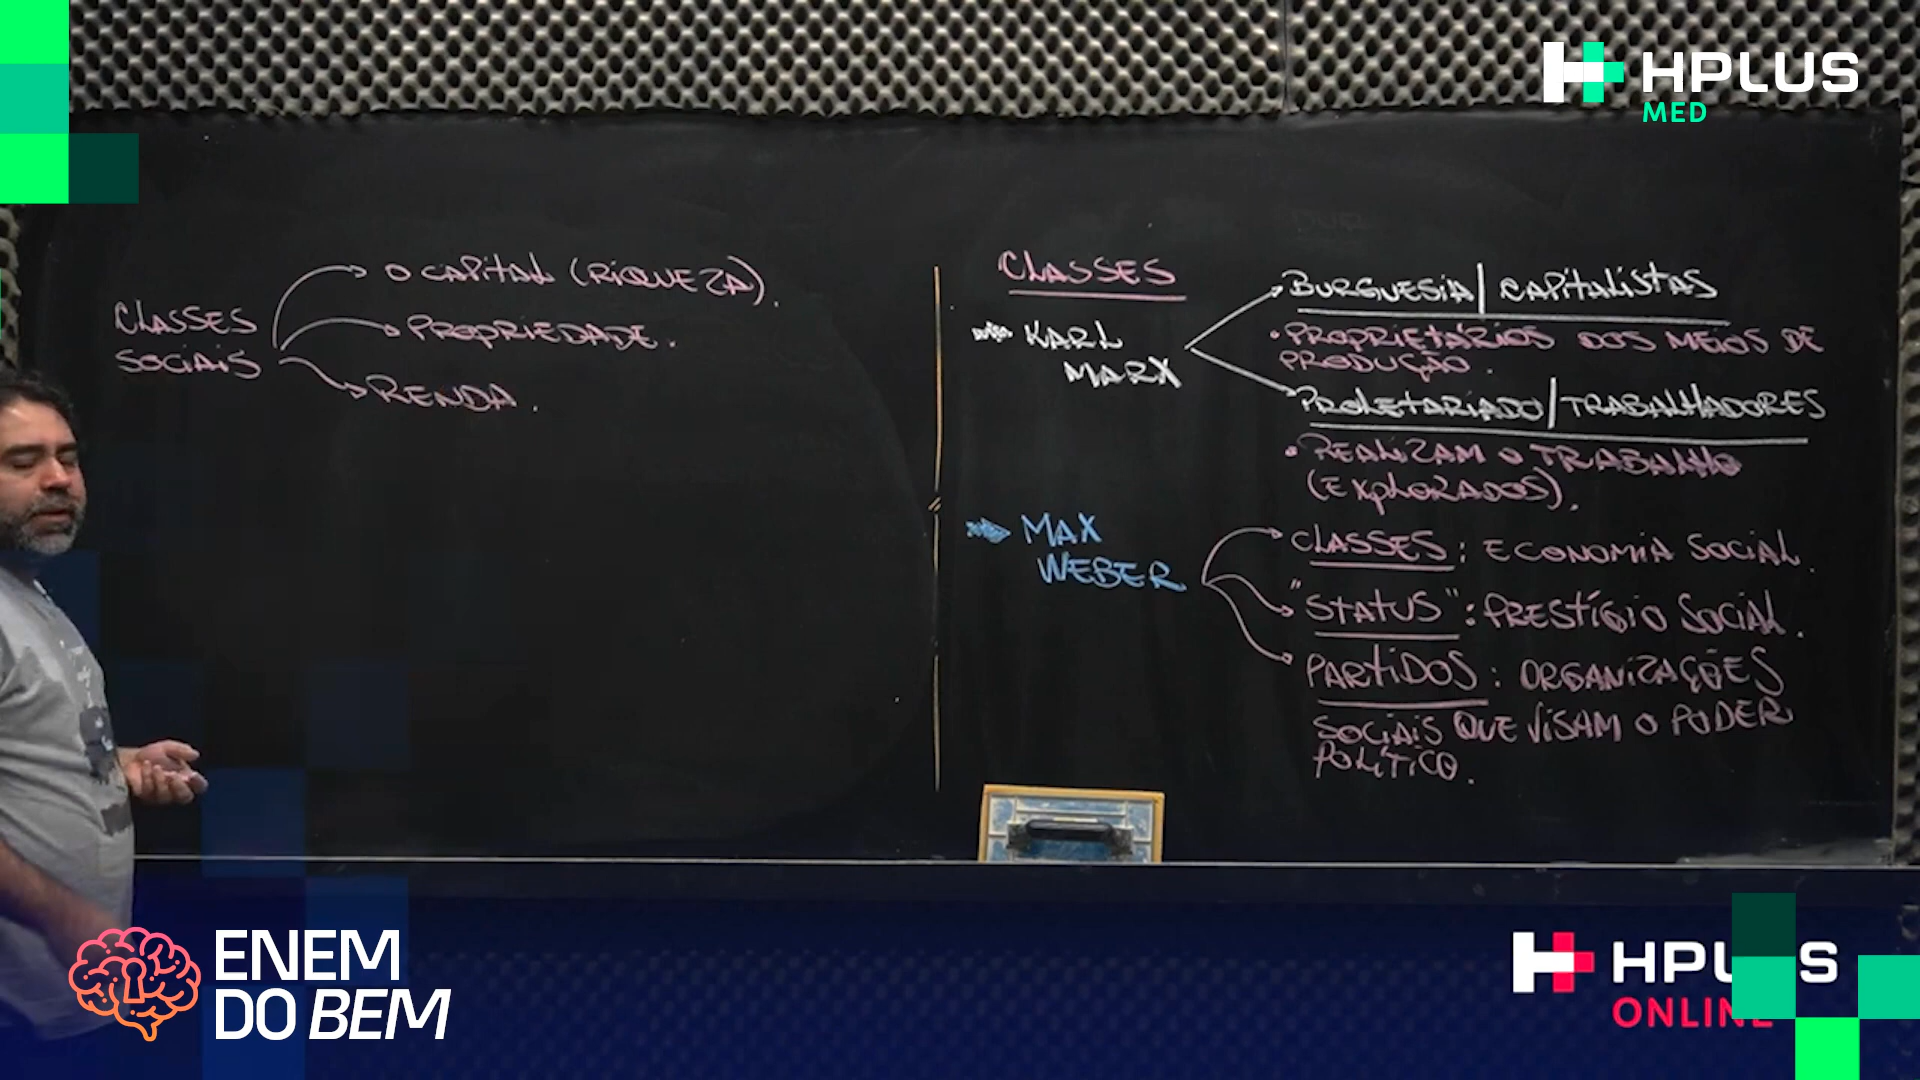 HPLUS
MED
CLASSES
SOCIAIS
O CAPITAL (RIQUEZA).
PROPRIEDADE.
RENDA.
CLASSES
KARL
MARX
BURGUESIA | CAPITALISTAS
• PROPRIETÁRIOS DOS MEIOS DE
PRODUÇÃO.
PROLETARIADO | TRABALHADORES
• REALIZAM O TRABALHO
(EXPLORADOS).
MAX
WEBER
CLASSES: ECONOMIA SOCIAL.
"STATUS": PRESTÍGIO SOCIAL.
PARTIDOS: ORGANIZAÇÕES
SOCIAIS QUE VISAM O PODER
POLÍTICO.
ENEM
DO BEM
HPLUS
ONLINE